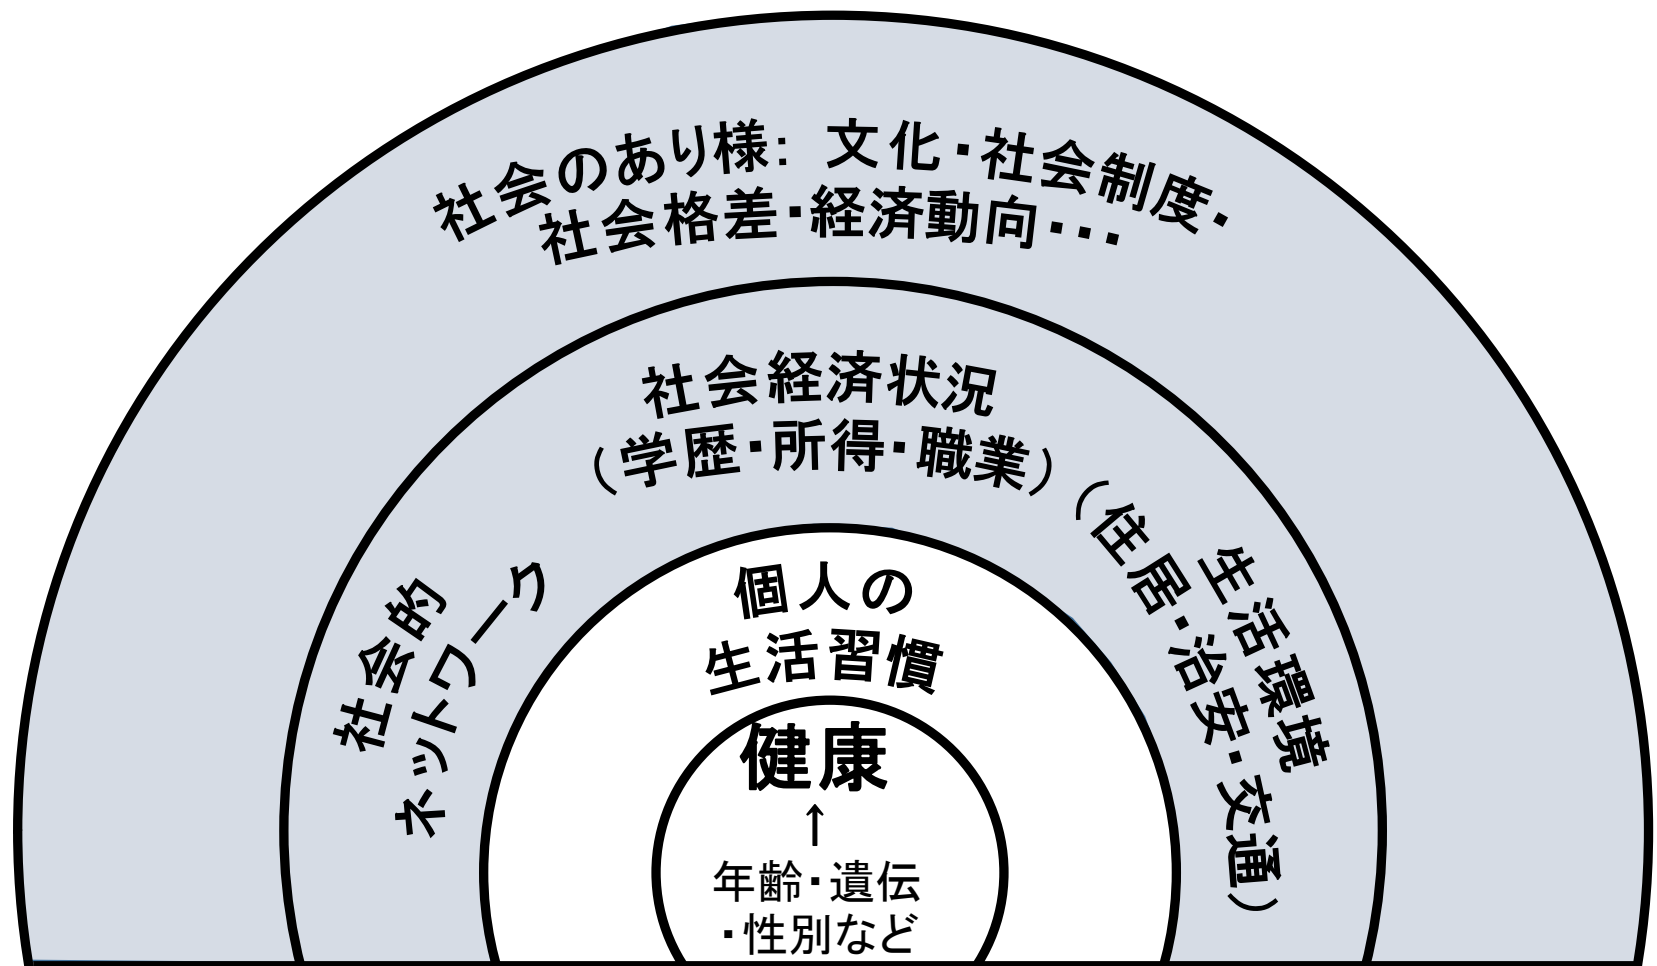 社会のあり様： 文化・社会制度・
社会格差・経済動向・・・
社会経済状況
（学歴・所得・職業）
社会的
ネットワーク
生活環境
（住居・治安・交通）
個人の
生活習慣
健康
↑
年齢・遺伝
・性別など